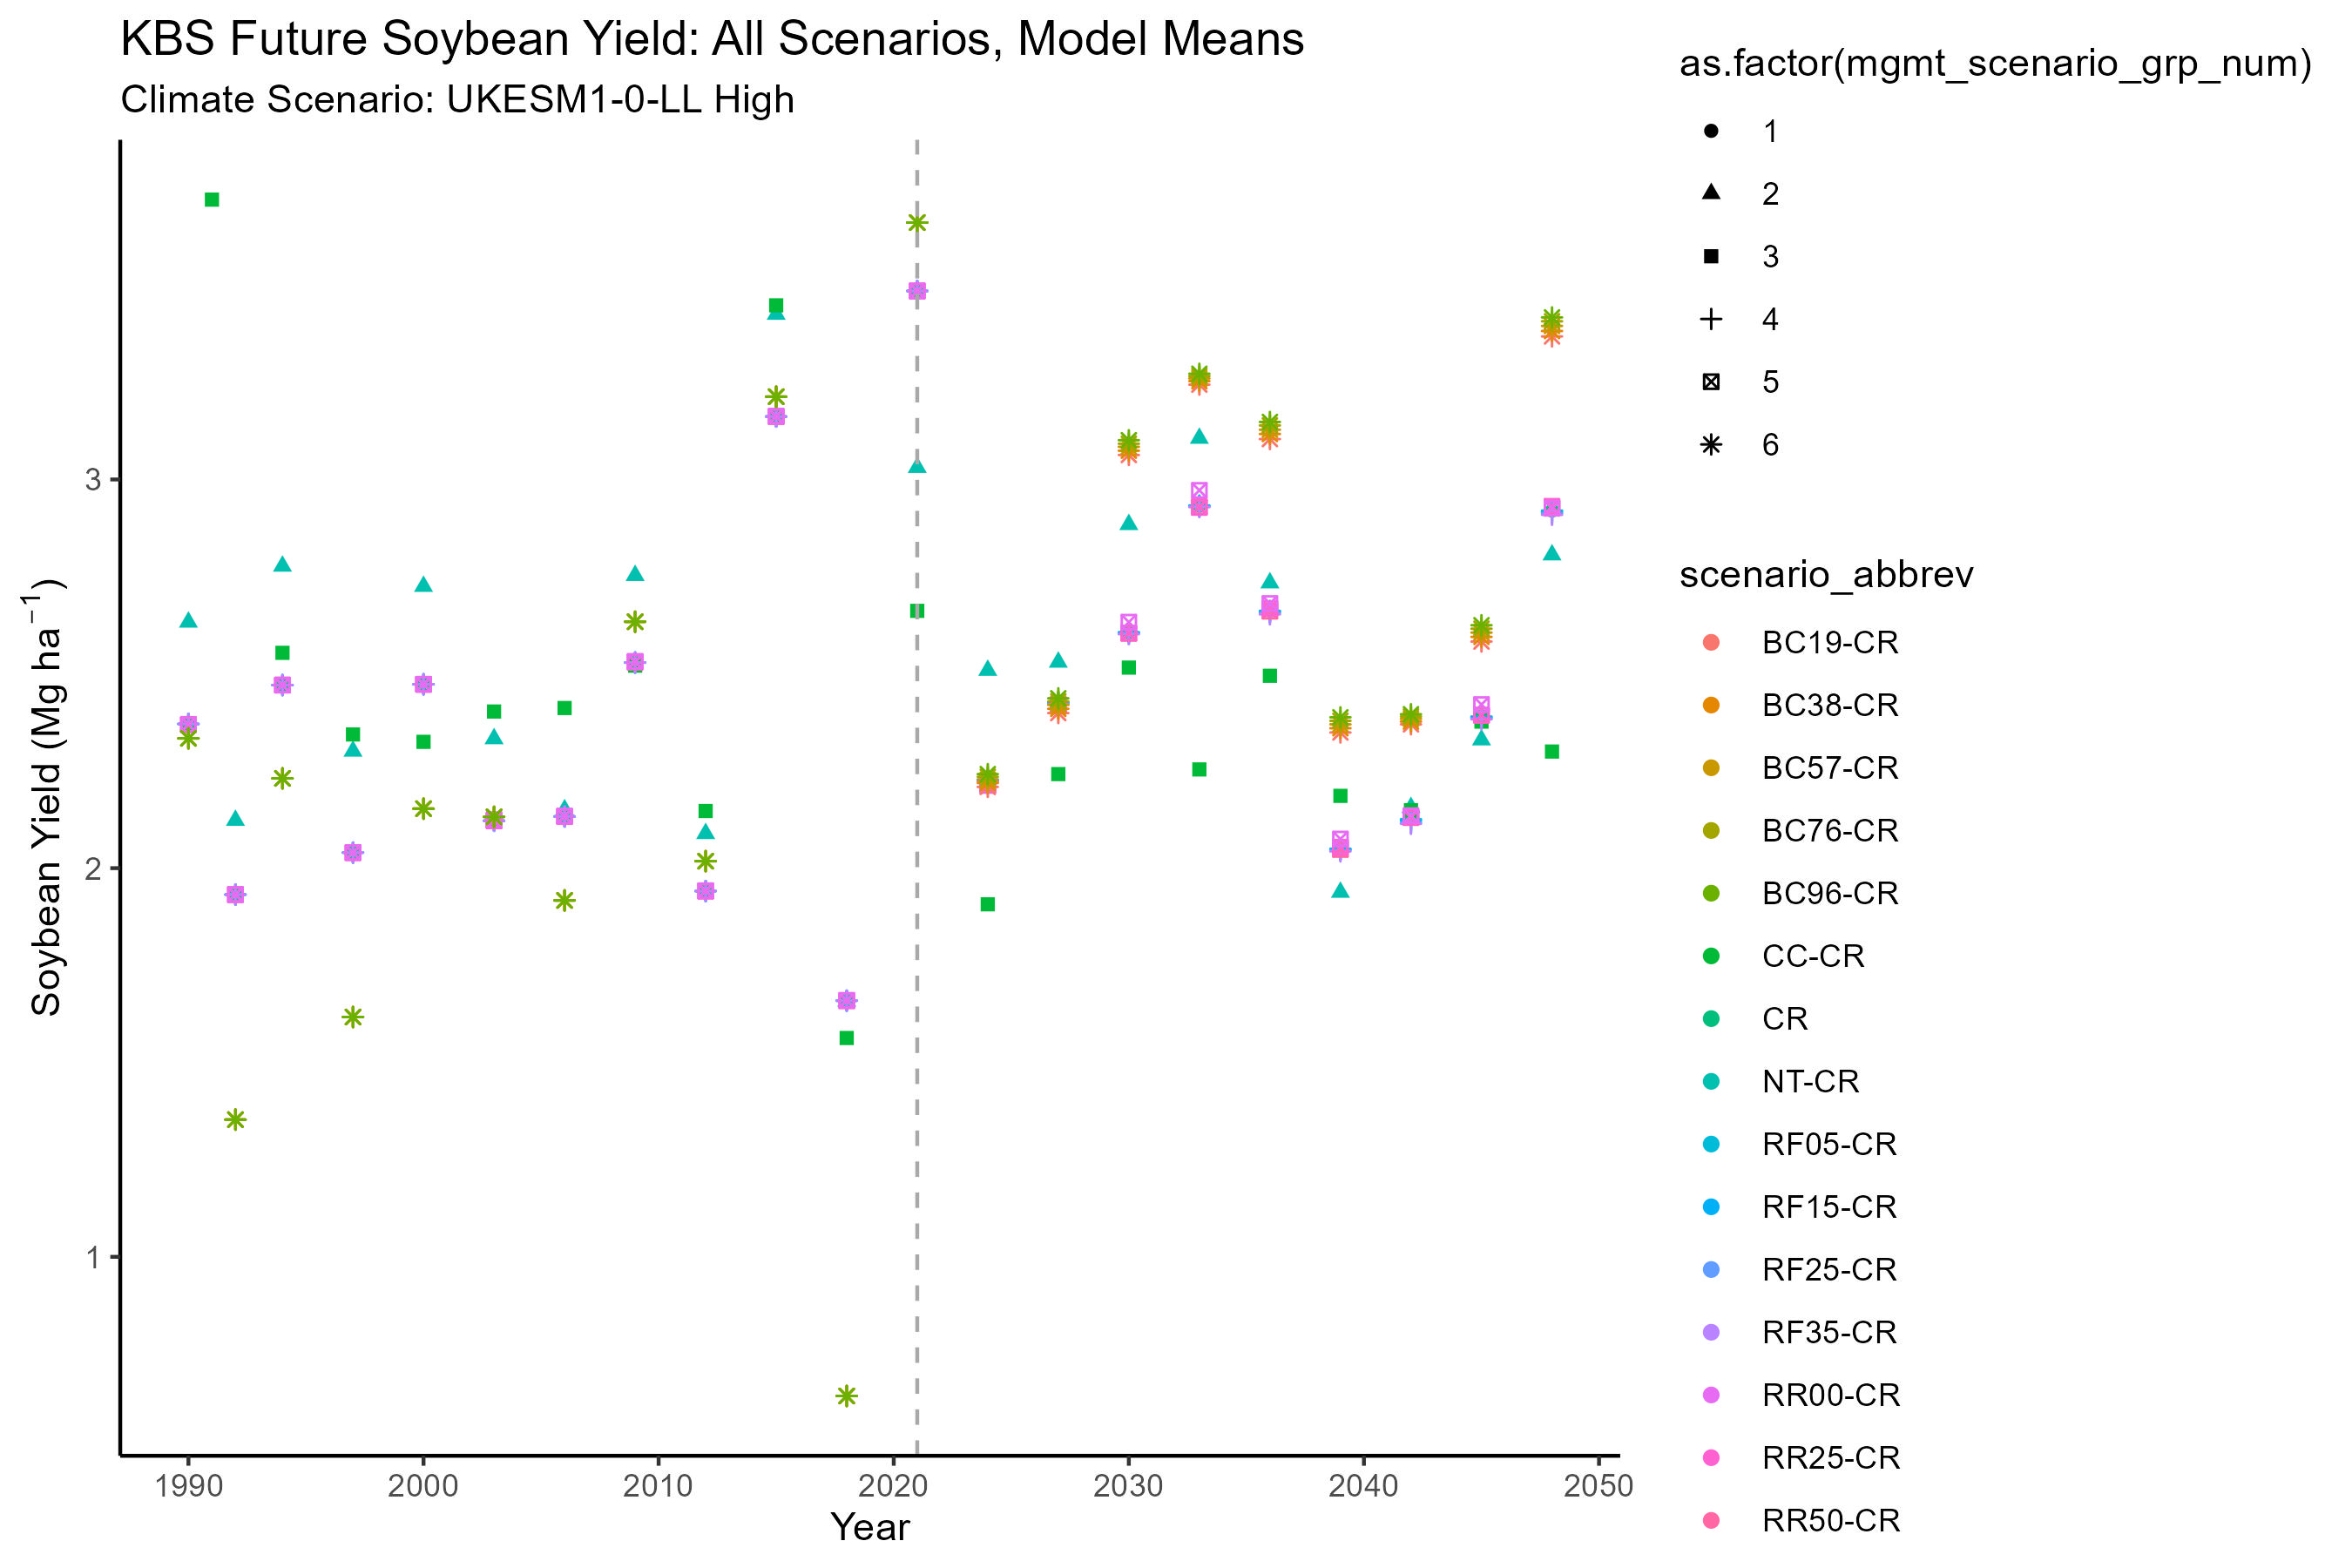 KBS Future Soybean Yield: All Scenarios, Model Means
Climate Scenario: UKESM1-0-LL High
Soybean Yield (Mg ha⁻¹)
3
2
1
1990 2000 2010 2020 2030 2040 2050
Year
as.factor(mgmt_scenario_grp_num)
1
2
3
4
5
6
scenario_abbrev
BC19-CR
BC38-CR
BC57-CR
BC76-CR
BC96-CR
CC-CR
CR
NT-CR
RF05-CR
RF15-CR
RF25-CR
RF35-CR
RR00-CR
RR25-CR
RR50-CR